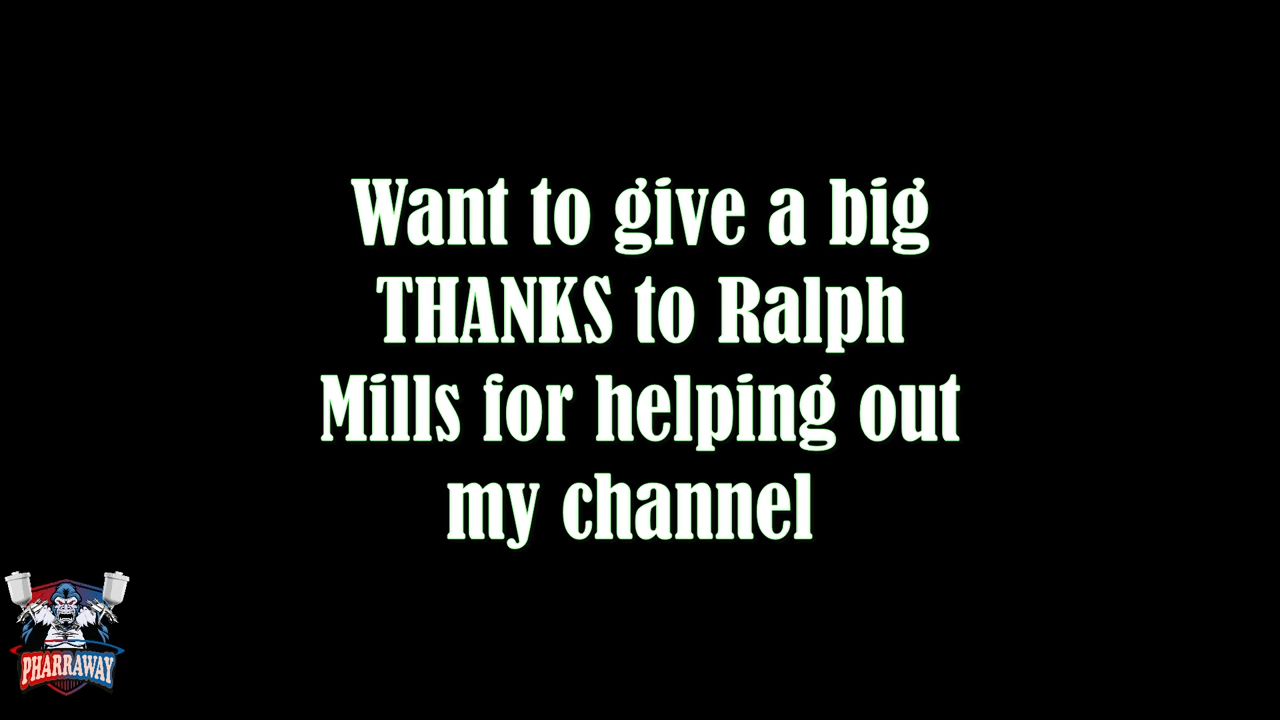 Want to give a big
THANKS to Ralph
Mills for helping out
my channel
PHARRAWAY